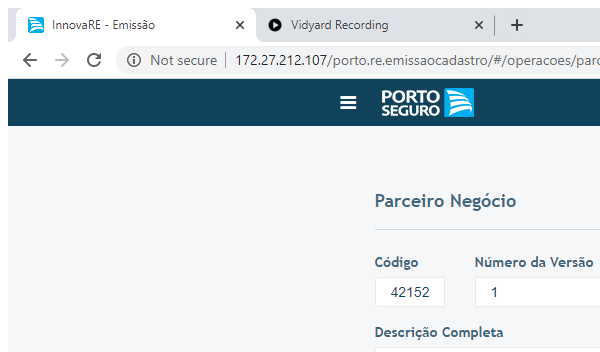 InnovaRE - Emissão
Vidyard Recording
Not secure
172.27.212.107/porto.re.emissaocadastro/#/operacoes/parc
PORTO
SEGURO
Parceiro Negócio
Código
Número da Versão
42152
1
Descrição Completa